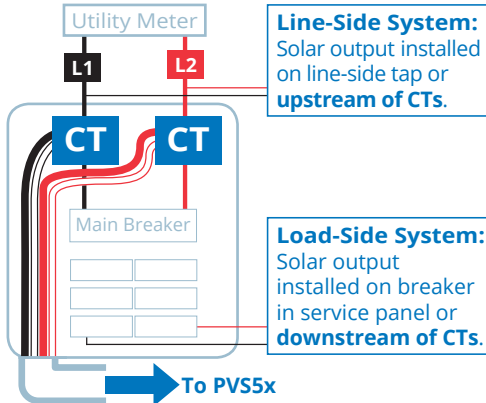 Utility Meter
L1
L2
Line-Side System:
Solar output installed
on line-side tap or
upstream of CTs.
CT
CT
Main Breaker
Load-Side System:
Solar output
installed on breaker
in service panel or
downstream of CTs.
To PVS5x